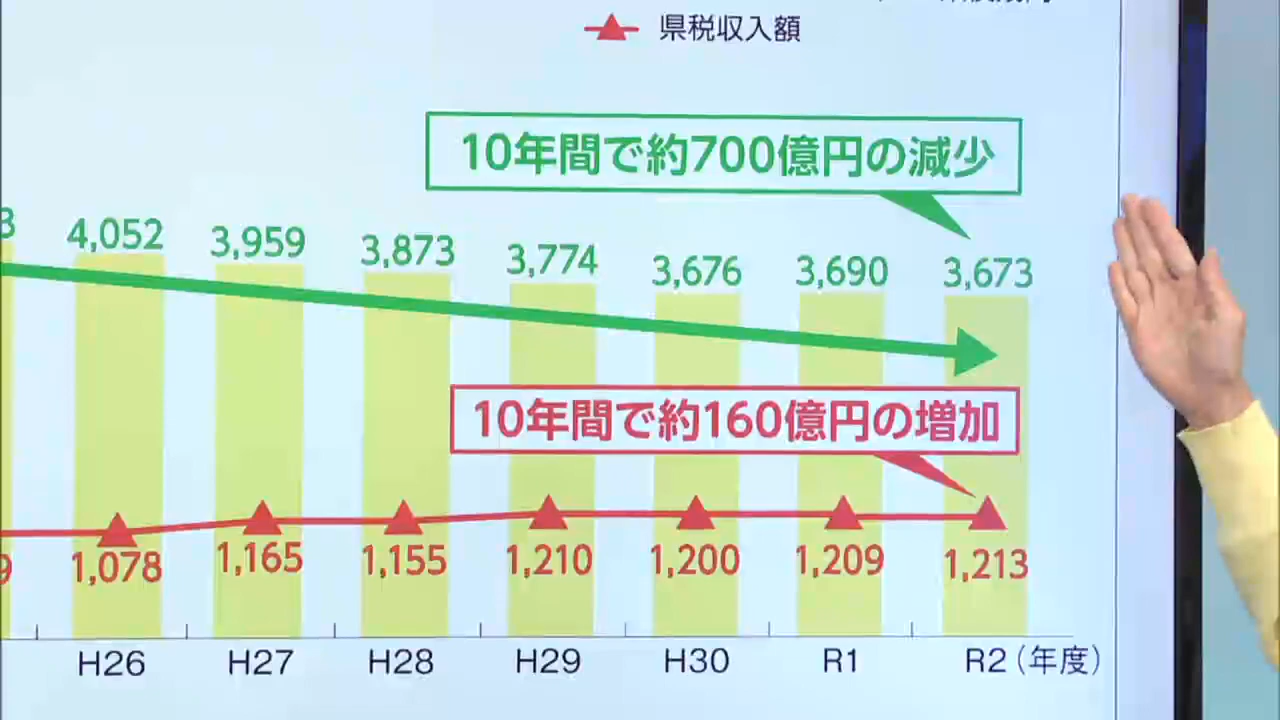 県税収入額
10年間で約700億円の減少
3 4,052 3,959 3,873 3,774 3,676 3,690 3,673
10年間で約160億円の増加
9 1,078 1,165 1,155 1,210 1,200 1,209 1,213
H26 H27 H28 H29 H30 R1 R2(年度)